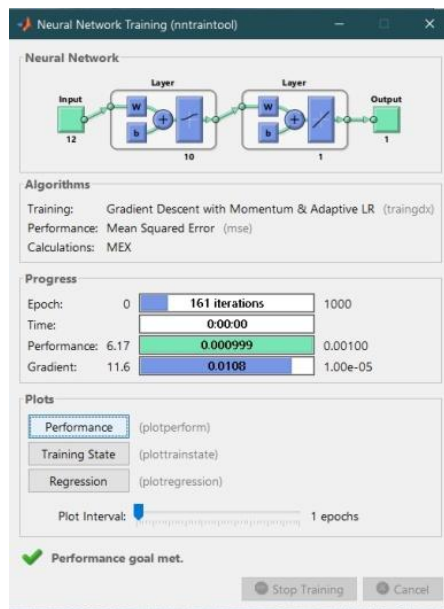 Neural Network Training (nntraintool)
Neural Network
Layer Layer
Input Output
W W
b b
12 10 1 1
Algorithms
Training: Gradient Descent with Momentum & Adaptive LR (traingdx)
Performance: Mean Squared Error (mse)
Calculations: MEX
Progress
Epoch: 0 161 iterations 1000
Time: 0:00:00
Performance: 6.17 0.000999 0.00100
Gradient: 11.6 0.0108 1.00e-05
Plots
Performance (plotperform)
Training State (plottrainstate)
Regression (plotregression)
Plot Interval: 1 epochs
Performance goal met.
Stop Training Cancel